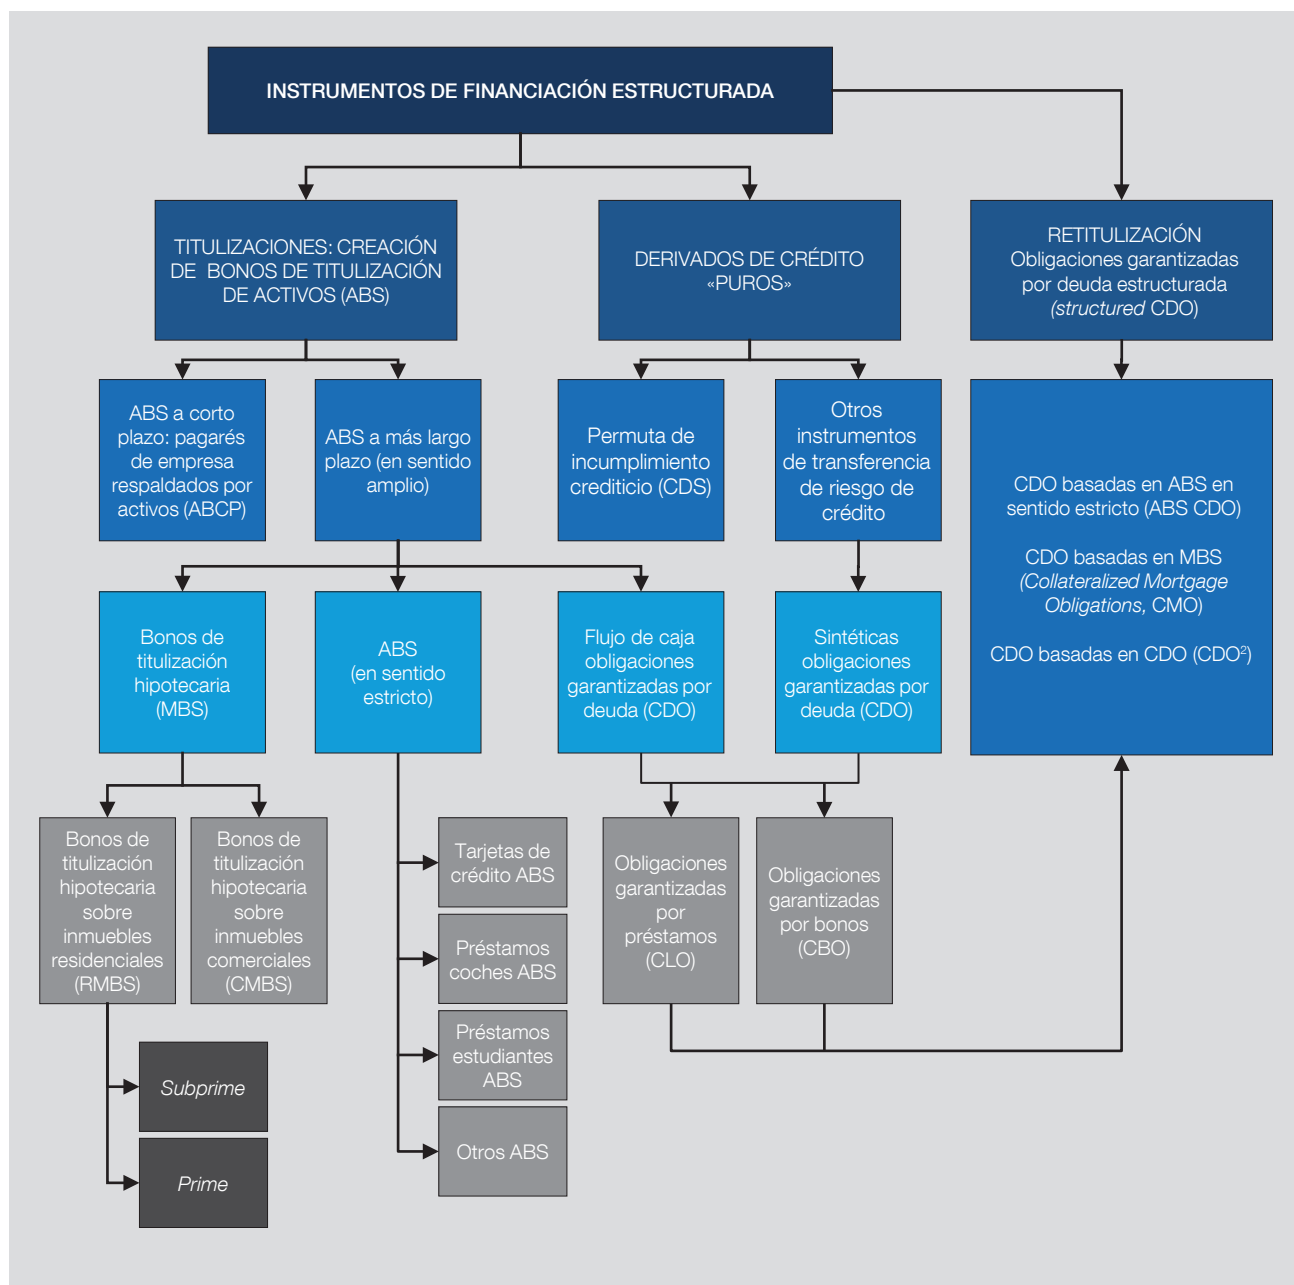 INSTRUMENTOS DE FINANCIACIÓN ESTRUCTURADA
TITULIZACIONES: CREACIÓN
DE BONOS DE TITULIZACIÓN
DE ACTIVOS (ABS)
DERIVADOS DE CRÉDITO
«PUROS»
RETITULIZACIÓN
Obligaciones garantizadas
por deuda estructurada
(structured CDO)
ABS a corto
plazo: pagarés
de empresa
respaldados por
activos (ABCP)
ABS a más largo
plazo (en sentido
amplio)
Permuta de
incumplimiento
crediticio (CDS)
Otros
instrumentos
de transferencia
de riesgo de
crédito
CDO basadas en ABS en
sentido estricto (ABS CDO)
CDO basadas en MBS
(Collateralized Mortgage
Obligations, CMO)
CDO basadas en CDO (CDO²)
Bonos de
titulización
hipotecaria
(MBS)
ABS
(en sentido
estricto)
Flujo de caja
obligaciones
garantizadas por
deuda (CDO)
Sintéticas
obligaciones
garantizadas por
deuda (CDO)
Bonos de
titulización
hipotecaria
sobre
inmuebles
residenciales
(RMBS)
Bonos de
titulización
hipotecaria
sobre
inmuebles
comerciales
(CMBS)
Tarjetas de
crédito ABS
Préstamos
coches ABS
Préstamos
estudiantes
ABS
Otros ABS
Obligaciones
garantizadas
por
préstamos
(CLO)
Obligaciones
garantizadas
por bonos
(CBO)
Subprime
Prime